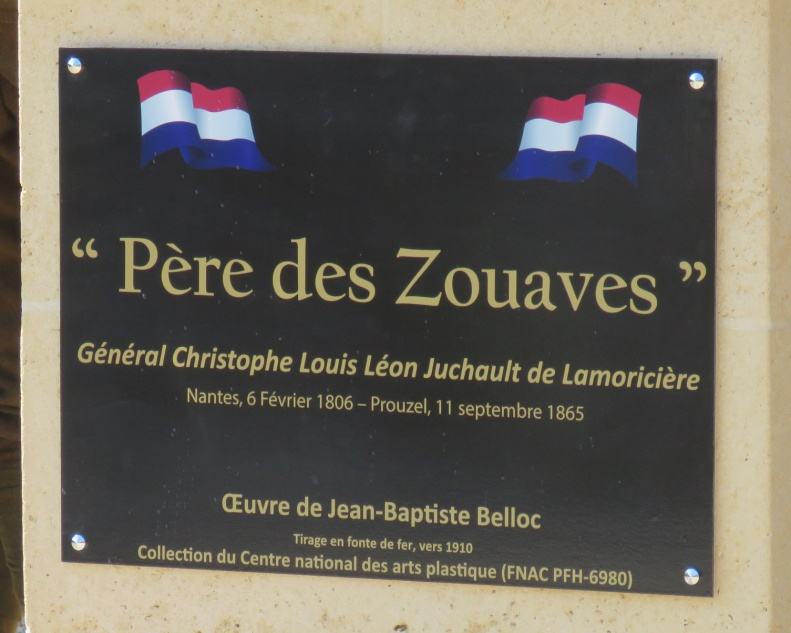 “ Père des Zouaves ”
Général Christophe Louis Léon Juchault de Lamoricière
Nantes, 6 Février 1806 – Prouzel, 11 septembre 1865
Œuvre de Jean-Baptiste Belloc
Tirage en fonte de fer, vers 1910
Collection du Centre national des arts plastique (FNAC PFH-6980)